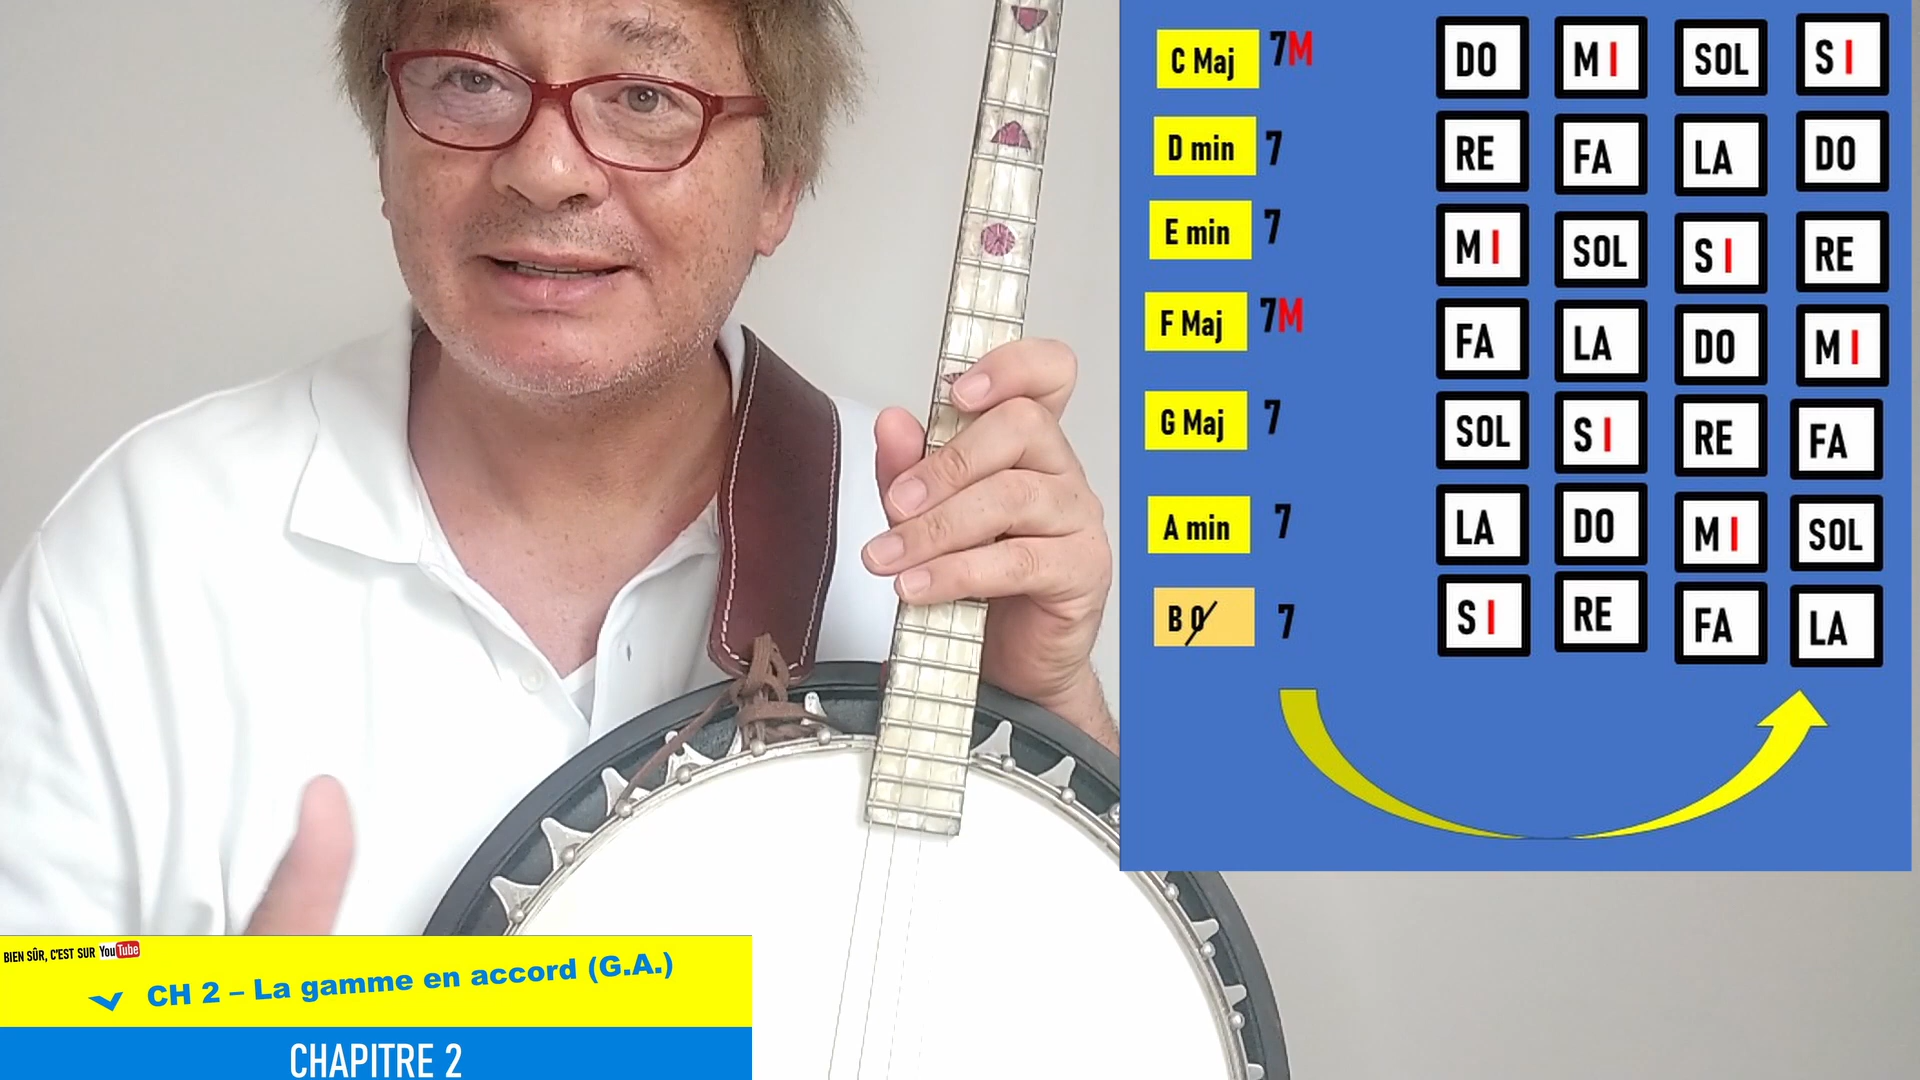 C Maj 7M DO MI SOL SI
D min 7 RE FA LA DO
E min 7 MI SOL SI RE
F Maj 7M FA LA DO MI
G Maj 7 SOL SI RE FA
A min 7 LA DO MI SOL
B Ø 7 SI RE FA LA
BIEN SÛR, C'EST SUR YouTube
CH 2 – La gamme en accord (G.A.)
CHAPITRE 2